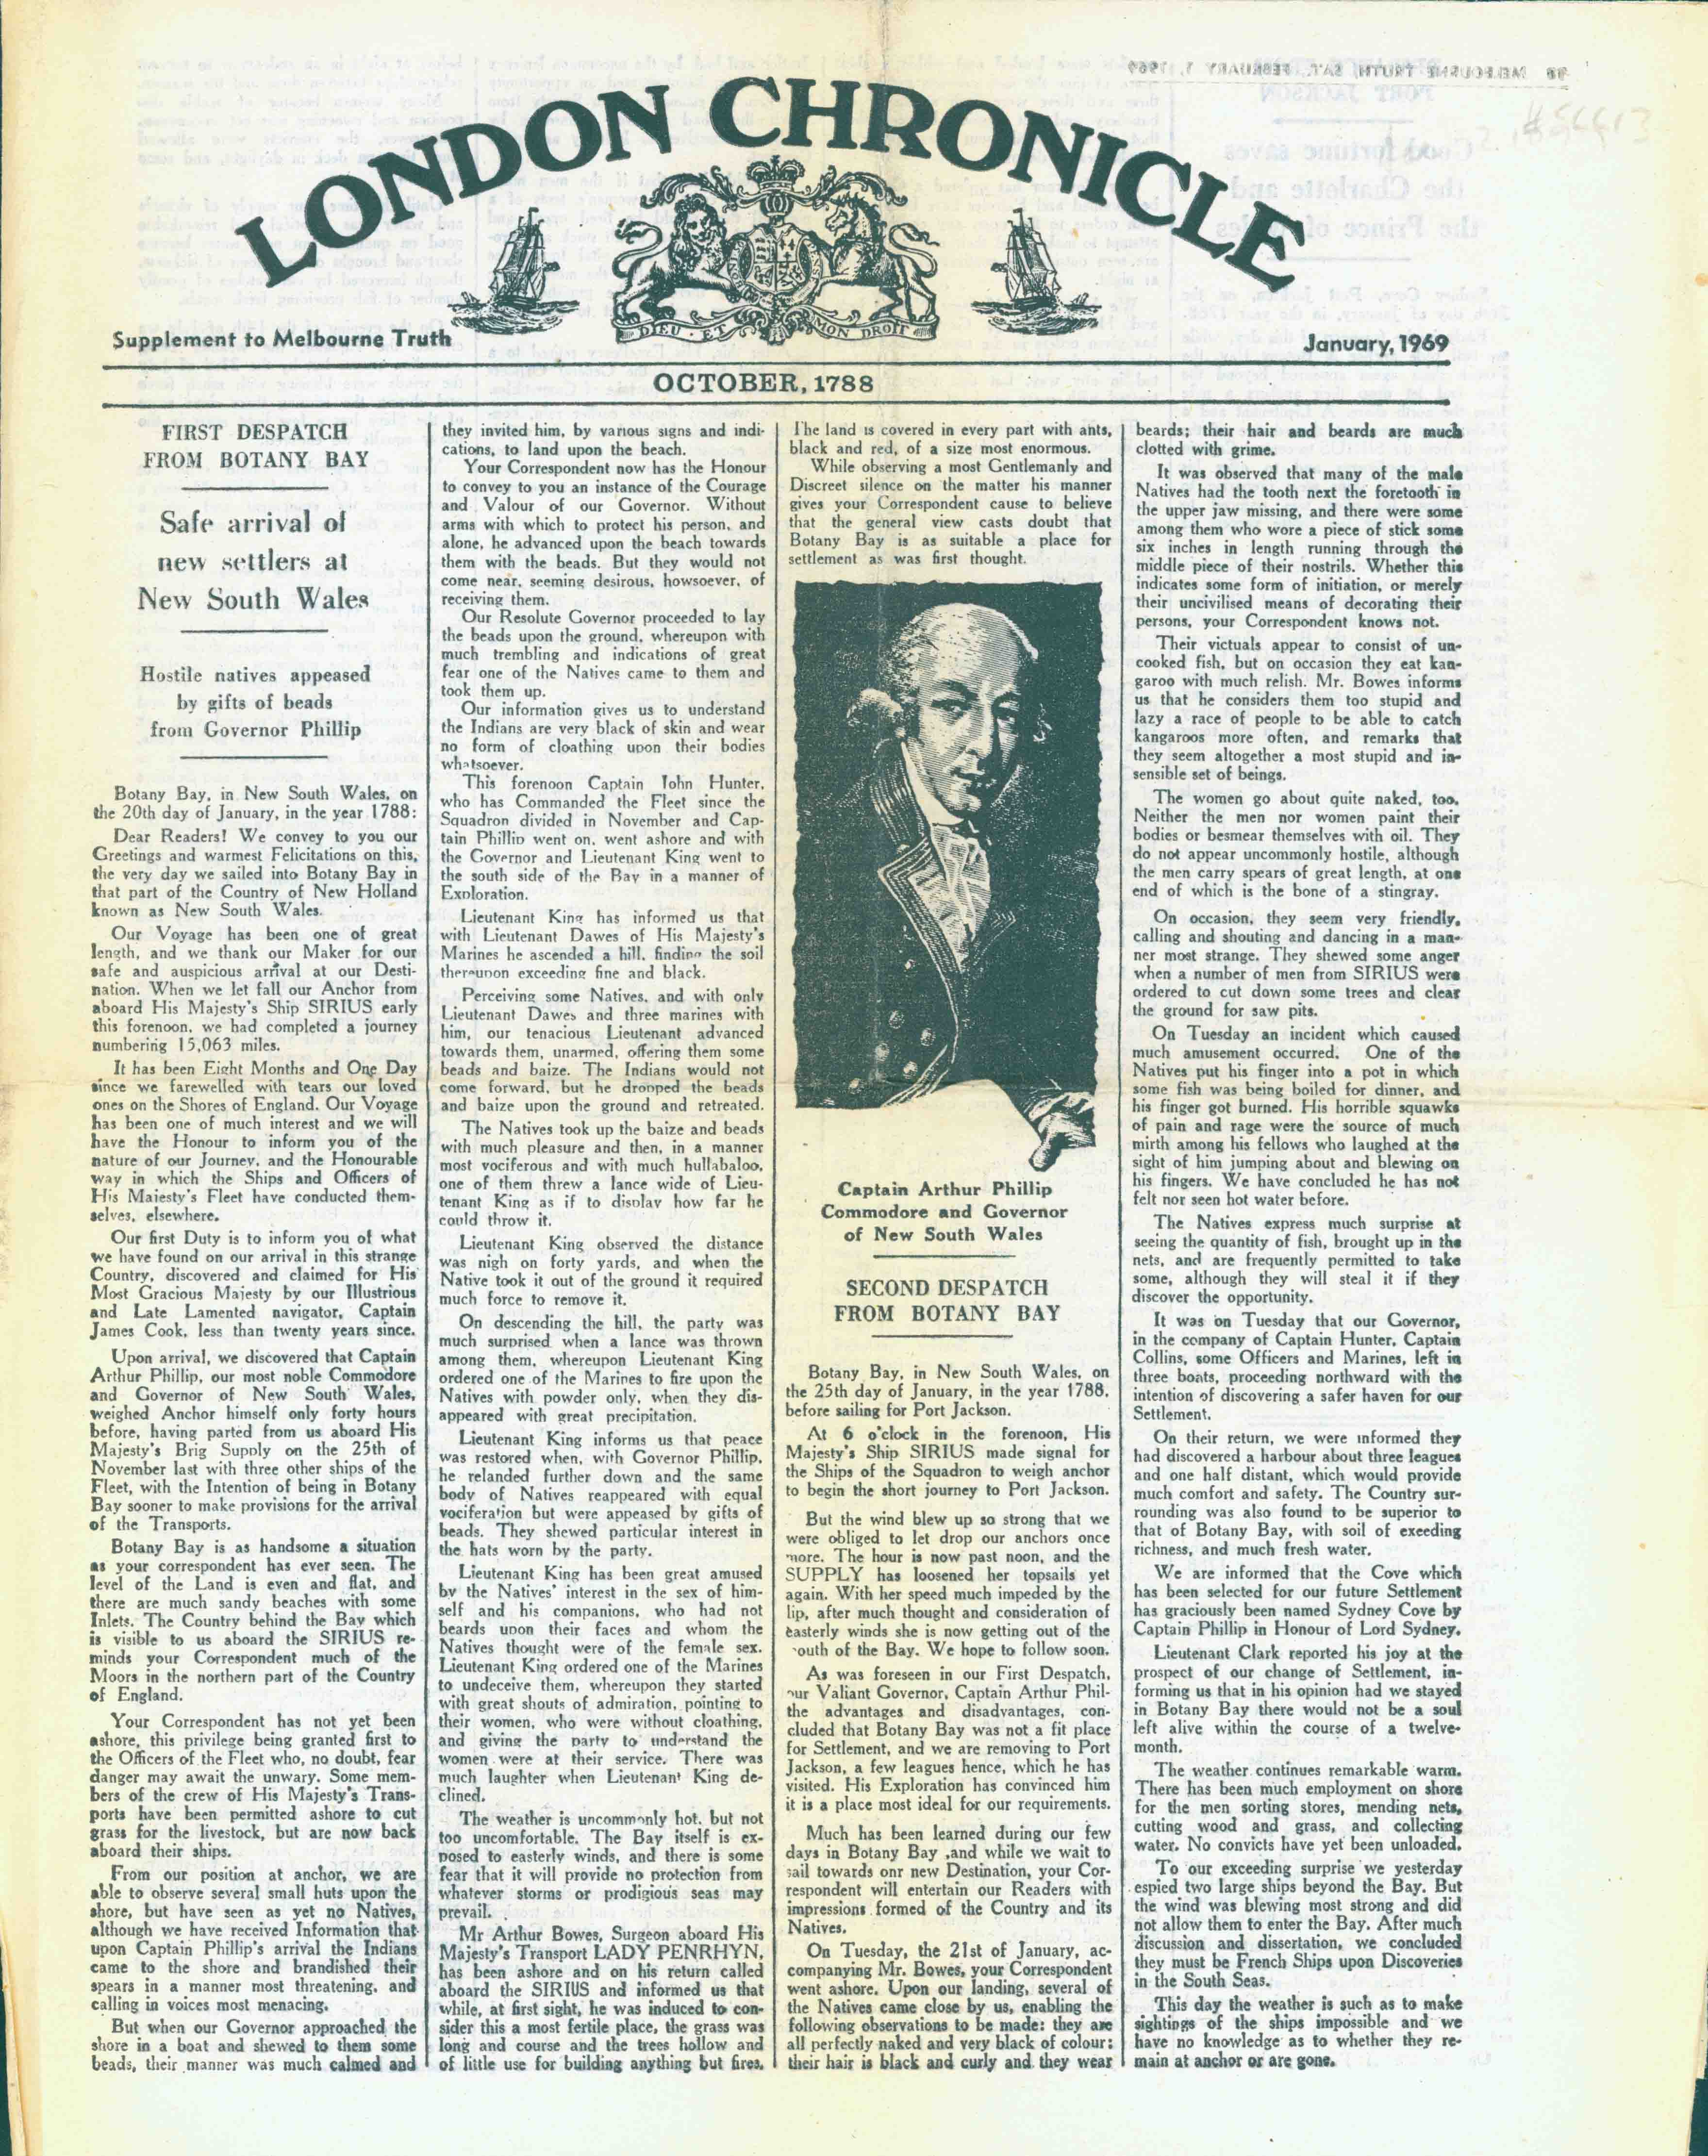 LONDON CHRONICLE
DIEU · ET MON DROIT
Supplement to Melbourne Truth
January, 1969
OCTOBER, 1788
FIRST DESPATCH
FROM BOTANY BAY
Safe arrival of
new settlers at
New South Wales
Hostile natives appeased
by gifts of beads
from Governor Phillip
Botany Bay, in New South Wales, on
the 20th day of January, in the year 1788:
Dear Readers! We convey to you our
Greetings and warmest Felicitations on this,
the very day we sailed into Botany Bay in
that part of the Country of New Holland
known as New South Wales.
Our Voyage has been one of great
length, and we thank our Maker for our
safe and auspicious arrival at our Desti-
nation. When we let fall our Anchor from
aboard His Majesty's Ship SIRIUS early
this forenoon, we had completed a journey
numbering 15,063 miles.
It has been Eight Months and One Day
since we farewelled with tears our loved
ones on the Shores of England. Our Voyage
has been one of much interest and we will
have the Honour to inform you of the
nature of our Journey, and the Honourable
way in which the Ships and Officers of
His Majesty's Fleet have conducted them-
selves, elsewhere.
Our first Duty is to inform you of what
we have found on our arrival in this strange
Country, discovered and claimed for His
Most Gracious Majesty by our Illustrious
and Late Lamented navigator, Captain
James Cook, less than twenty years since.
Upon arrival, we discovered that Captain
Arthur Phillip, our most noble Commodore
and Governor of New South Wales,
weighed Anchor himself only forty hours
before, having parted from us aboard His
Majesty's Brig Supply on the 25th of
November last with three other ships of the
Fleet, with the Intention of being in Botany
Bay sooner to make provisions for the arrival
of the Transports.
Botany Bay is as handsome a situation
as your correspondent has ever seen. The
level of the Land is even and flat, and
there are much sandy beaches with some
Inlets. The Country behind the Bay which
is visible to us aboard the SIRIUS re-
minds your Correspondent much of the
Moors in the northern part of the Country
of England.
Your Correspondent has not yet been
ashore, this privilege being granted first to
the Officers of the Fleet who, no doubt, fear
danger may await the unwary. Some mem-
bers of the crew of His Majesty's Trans-
ports have been permitted ashore to cut
grass for the livestock, but are now back
aboard their ships.
From our position at anchor, we are
able to observe several small huts upon the
shore, but have seen as yet no Natives,
although we have received Information that
upon Captain Phillip's arrival the Indians
came to the shore and brandished their
spears in a manner most threatening, and
calling in voices most menacing.
But when our Governor approached the
shore in a boat and shewed to them some
beads, their manner was much calmed and
they invited him, by various signs and indi-
cations, to land upon the beach.
Your Correspondent now has the Honour
to convey to you an instance of the Courage
and Valour of our Governor. Without
arms with which to protect his person, and
alone, he advanced upon the beach towards
them with the beads. But they would not
come near, seeming desirous, howsoever, of
receiving them.
Our Resolute Governor proceeded to lay
the beads upon the ground, whereupon with
much trembling and indications of great
fear one of the Natives came to them and
took them up.
Our information gives us to understand
the Indians are very black of skin and wear
no form of cloathing upon their bodies
whatsoever.
This forenoon Captain John Hunter,
who has Commanded the Fleet since the
Squadron divided in November and Cap-
tain Phillip went on, went ashore and with
the Governor and Lieutenant King went to
the south side of the Bay in a manner of
Exploration.
Lieutenant King has informed us that
with Lieutenant Dawes of His Majesty's
Marines he ascended a hill, finding the soil
thereupon exceeding fine and black.
Perceiving some Natives, and with only
Lieutenant Dawes and three marines with
him, our tenacious Lieutenant advanced
towards them, unarmed, offering them some
beads and baize. The Indians would not
come forward, but he dropped the beads
and baize upon the ground and retreated.
The Natives took up the baize and beads
with much pleasure and then, in a manner
most vociferous and with much hullabaloo,
one of them threw a lance wide of Lieu-
tenant King as if to display how far he
could throw it.
Lieutenant King observed the distance
was nigh on forty yards, and when the
Native took it out of the ground it required
much force to remove it.
On descending the hill, the party was
much surprised when a lance was thrown
among them, whereupon Lieutenant King
ordered one of the Marines to fire upon the
Natives with powder only, when they dis-
appeared with great precipitation.
Lieutenant King informs us that peace
was restored when, with Governor Phillip,
he relanded further down and the same
body of Natives reappeared with equal
vociferation but were appeased by gifts of
beads. They shewed particular interest in
the hats worn by the party.
Lieutenant King has been great amused
by the Natives' interest in the sex of him-
self and his companions, who had not
beards upon their faces and whom the
Natives thought were of the female sex.
Lieutenant King ordered one of the Marines
to undeceive them, whereupon they started
with great shouts of admiration, pointing to
their women, who were without cloathing,
and giving the party to understand the
women were at their service. There was
much laughter when Lieutenant King de-
clined.
The weather is uncommonly hot, but not
too uncomfortable. The Bay itself is ex-
posed to easterly winds, and there is some
fear that it will provide no protection from
whatever storms or prodigious seas may
prevail.
Mr Arthur Bowes, Surgeon aboard His
Majesty's Transport LADY PENRHYN,
has been ashore and on his return called
aboard the SIRIUS and informed us that
while, at first sight, he was induced to con-
sider this a most fertile place, the grass was
long and course and the trees hollow and
of little use for building anything but fires.
The land is covered in every part with ants,
black and red, of a size most enormous.
While observing a most Gentlemanly and
Discreet silence on the matter his manner
gives your Correspondent cause to believe
that the general view casts doubt that
Botany Bay is as suitable a place for
settlement as was first thought.
Captain Arthur Phillip
Commodore and Governor
of New South Wales
SECOND DESPATCH
FROM BOTANY BAY
Botany Bay, in New South Wales, on
the 25th day of January, in the year 1788,
before sailing for Port Jackson.
At 6 o'clock in the forenoon, His
Majesty's Ship SIRIUS made signal for
the Ships of the Squadron to weigh anchor
to begin the short journey to Port Jackson.
But the wind blew up so strong that we
were obliged to let drop our anchors once
more. The hour is now past noon, and the
SUPPLY has loosened her topsails yet
again. With her speed much impeded by the
lip, after much thought and consideration of
easterly winds she is now getting out of the
outh of the Bay. We hope to follow soon.
As was foreseen in our First Despatch,
our Valiant Governor, Captain Arthur Phil-
the advantages and disadvantages, con-
cluded that Botany Bay was not a fit place
for Settlement, and we are removing to Port
Jackson, a few leagues hence, which he has
visited. His Exploration has convinced him
it is a place most ideal for our requirements.
Much has been learned during our few
days in Botany Bay ,and while we wait to
sail towards onr new Destination, your Cor-
respondent will entertain our Readers with
impressions formed of the Country and its
Natives.
On Tuesday, the 21st of January, ac-
companying Mr. Bowes, your Correspondent
went ashore. Upon our landing, several of
the Natives came close by us, enabling the
following observations to be made: they are
all perfectly naked and very black of colour:
their hair is black and curly and they wear
beards; their hair and beards are much
clotted with grime.
It was observed that many of the male
Natives had the tooth next the foretooth in
the upper jaw missing, and there were some
among them who wore a piece of stick some
six inches in length running through the
middle piece of their nostrils. Whether this
indicates some form of initiation, or merely
their uncivilised means of decorating their
persons, your Correspondent knows not.
Their victuals appear to consist of un-
cooked fish, but on occasion they eat kan-
garoo with much relish. Mr. Bowes informs
us that he considers them too stupid and
lazy a race of people to be able to catch
kangaroos more often, and remarks that
they seem altogether a most stupid and in-
sensible set of beings.
The women go about quite naked, too.
Neither the men nor women paint their
bodies or besmear themselves with oil. They
do not appear uncommonly hostile, although
the men carry spears of great length, at one
end of which is the bone of a stingray.
On occasion, they seem very friendly,
calling and shouting and dancing in a man-
ner most strange. They shewed some anger
when a number of men from SIRIUS were
ordered to cut down some trees and clear
the ground for saw pits.
On Tuesday an incident which caused
much amusement occurred. One of the
Natives put his finger into a pot in which
some fish was being boiled for dinner, and
his finger got burned. His horrible squawks
of pain and rage were the source of much
mirth among his fellows who laughed at the
sight of him jumping about and blewing on
his fingers. We have concluded he has not
felt nor seen hot water before.
The Natives express much surprise at
seeing the quantity of fish, brought up in the
nets, and are frequently permitted to take
some, although they will steal it if they
discover the opportunity.
It was on Tuesday that our Governor,
in the company of Captain Hunter, Captain
Collins, some Officers and Marines, left in
three boats, proceeding northward with the
intention of discovering a safer haven for our
Settlement.
On their return, we were informed they
had discovered a harbour about three leagues
and one half distant, which would provide
much comfort and safety. The Country sur-
rounding was also found to be superior to
that of Botany Bay, with soil of exeeding
richness, and much fresh water.
We are informed that the Cove which
has been selected for our future Settlement
has graciously been named Sydney Cove by
Captain Phillip in Honour of Lord Sydney.
Lieutenant Clark reported his joy at the
prospect of our change of Settlement, in-
forming us that in his opinion had we stayed
in Botany Bay there would not be a soul
left alive within the course of a twelve-
month.
The weather continues remarkable warm.
There has been much employment on shore
for the men sorting stores, mending nets,
cutting wood and grass, and collecting
water. No convicts have yet been unloaded.
To our exceeding surprise we yesterday
espied two large ships beyond the Bay. But
the wind was blewing most strong and did
not allow them to enter the Bay. After much
discussion and dissertation, we concluded
they must be French Ships upon Discoveries
in the South Seas.
This day the weather is such as to make
sightings of the ships impossible and we
have no knowledge as to whether they re-
main at anchor or are gone.